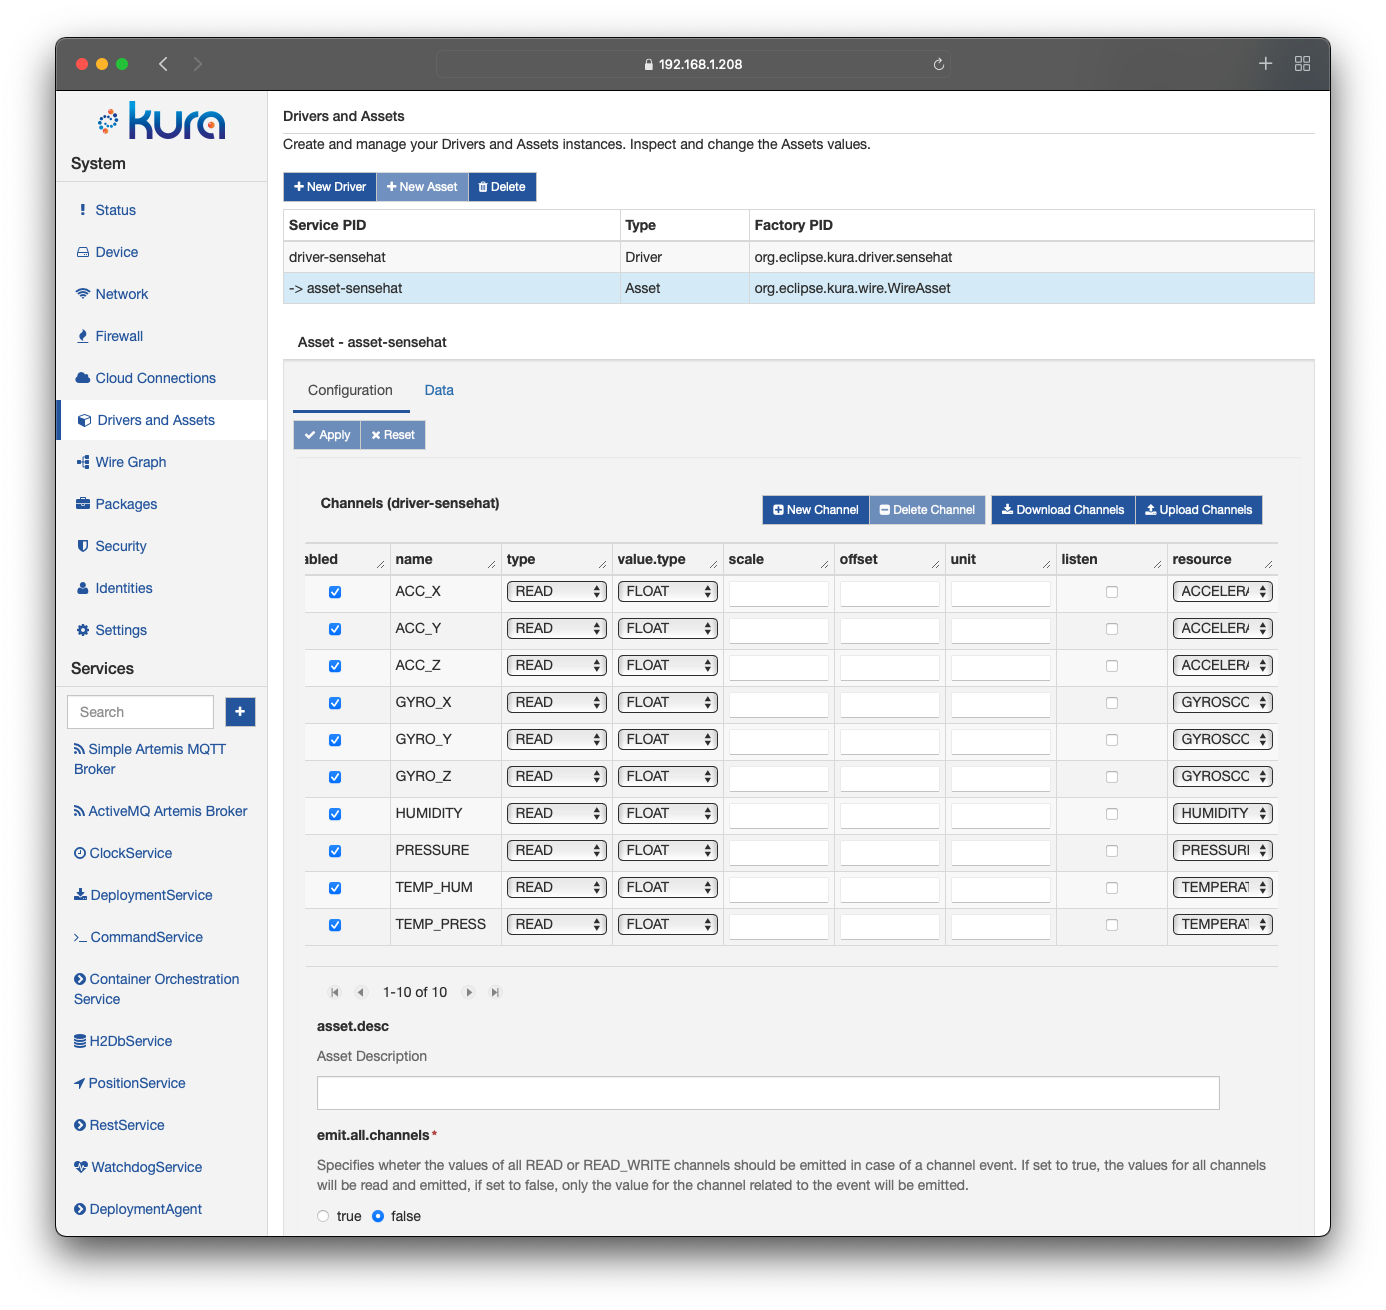 192.168.1.208
kura
System
Status
Device
Network
Firewall
Cloud Connections
Drivers and Assets
Wire Graph
Packages
Security
Identities
Settings
Services
Search
Simple Artemis MQTT
Broker
ActiveMQ Artemis Broker
ClockService
DeploymentService
CommandService
Container Orchestration
Service
H2DbService
PositionService
RestService
WatchdogService
DeploymentAgent
Drivers and Assets
Create and manage your Drivers and Assets instances. Inspect and change the Assets values.
New Driver New Asset Delete
Service PID Type Factory PID
driver-sensehat Driver org.eclipse.kura.driver.sensehat
-> asset-sensehat Asset org.eclipse.kura.wire.WireAsset
Asset - asset-sensehat
Configuration Data
Apply Reset
Channels (driver-sensehat) New Channel Delete Channel Download Channels Upload Channels
abled name type value.type scale offset unit listen resource
ACC_X READ FLOAT ACCELERA
ACC_Y READ FLOAT ACCELERA
ACC_Z READ FLOAT ACCELERA
GYRO_X READ FLOAT GYROSCO
GYRO_Y READ FLOAT GYROSCO
GYRO_Z READ FLOAT GYROSCO
HUMIDITY READ FLOAT HUMIDITY
PRESSURE READ FLOAT PRESSURI
TEMP_HUM READ FLOAT TEMPERAT
TEMP_PRESS READ FLOAT TEMPERAT
1-10 of 10
asset.desc
Asset Description
emit.all.channels*
Specifies wheter the values of all READ or READ_WRITE channels should be emitted in case of a channel event. If set to true, the values for all channels
will be read and emitted, if set to false, only the value for the channel related to the event will be emitted.
true false